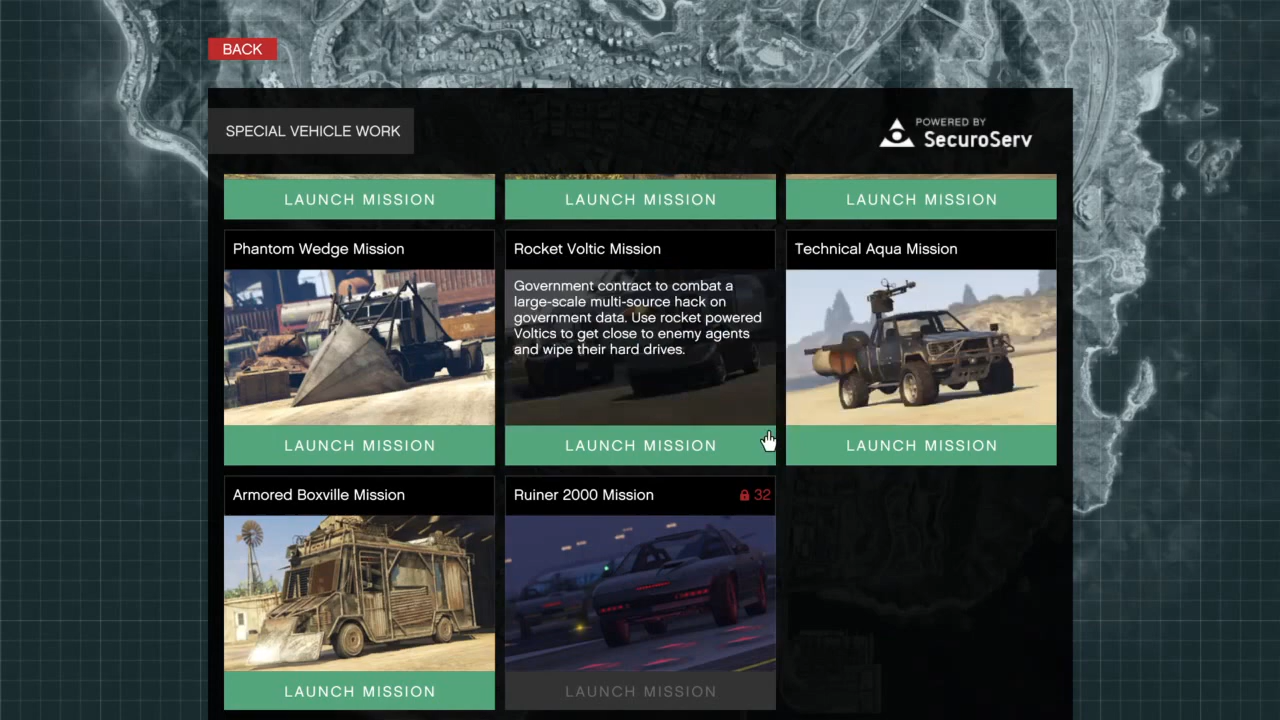 BACK
SPECIAL VEHICLE WORK
POWERED BY
SecuroServ
LAUNCH MISSION
LAUNCH MISSION
LAUNCH MISSION
Phantom Wedge Mission
Rocket Voltic Mission
Technical Aqua Mission
Government contract to combat a
large-scale multi-source hack on
government data. Use rocket powered
Voltics to get close to enemy agents
and wipe their hard drives.
LAUNCH MISSION
LAUNCH MISSION
LAUNCH MISSION
Armored Boxville Mission
Ruiner 2000 Mission
32
LAUNCH MISSION
LAUNCH MISSION